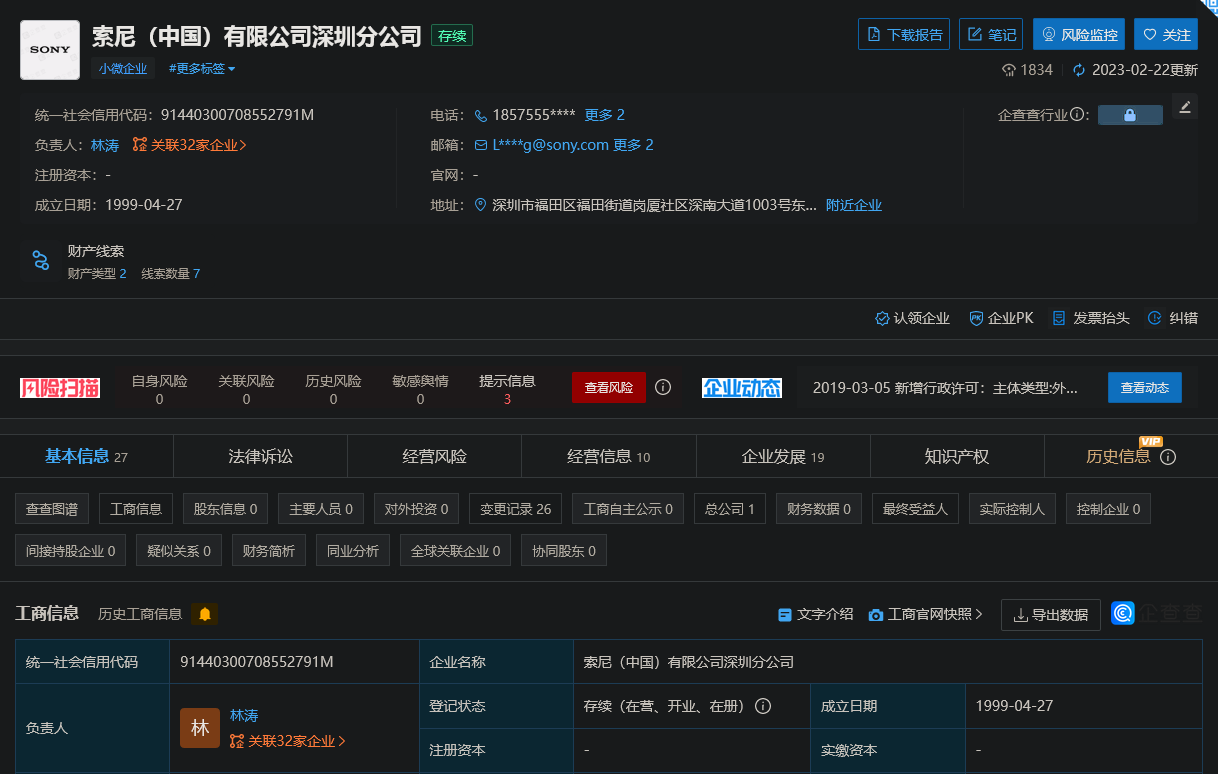 SONY
索尼（中国）有限公司深圳分公司 存续
小微企业 #更多标签
下载报告 笔记 风险监控 关注
1834 2023-02-22更新
统一社会信用代码： 91440300708552791M
负责人： 林涛 关联32家企业
注册资本： -
成立日期： 1999-04-27
电话： 1857555**** 更多 2
邮箱： L****g@sony.com 更多 2
官网： -
地址： 深圳市福田区福田街道岗厦社区深南大道1003号东... 附近企业
企查查行业：
财产线索
财产类型 2 线索数量 7
认领企业 企业PK 发票抬头 纠错
风险扫描
自身风险 0
关联风险 0
历史风险 0
敏感舆情 0
提示信息 3
查看风险
企业动态
2019-03-05 新增行政许可：主体类型:外...
查看动态
基本信息 27 法律诉讼 经营风险 经营信息 10 企业发展 19 知识产权 历史信息 VIP
查查图谱 工商信息 股东信息 0 主要人员 0 对外投资 0 变更记录 26 工商自主公示 0 总公司 1 财务数据 0 最终受益人 实际控制人 控制企业 0
间接持股企业 0 疑似关系 0 财务简析 同业分析 全球关联企业 0 协同股东 0
工商信息 历史工商信息
文字介绍 工商官网快照 导出数据 企查查
统一社会信用代码 91440300708552791M 企业名称 索尼（中国）有限公司深圳分公司
负责人 林 林涛 关联32家企业
登记状态 存续（在营、开业、在册） 成立日期 1999-04-27
注册资本 - 实缴资本 -